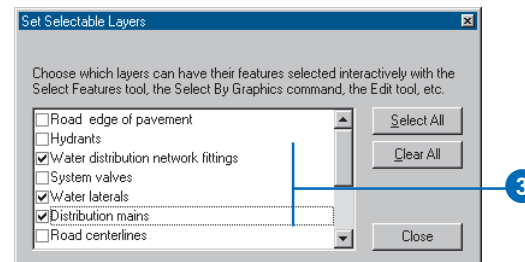 Set Selectable Layers
Choose which layers can have their features selected interactively with the
Select Features tool, the Select By Graphics command, the Edit tool, etc.
Road edge of pavement
Hydrants
Water distribution network fittings
System valves
Water laterals
Distribution mains
Road centerlines
Select All
Clear All
Close
3